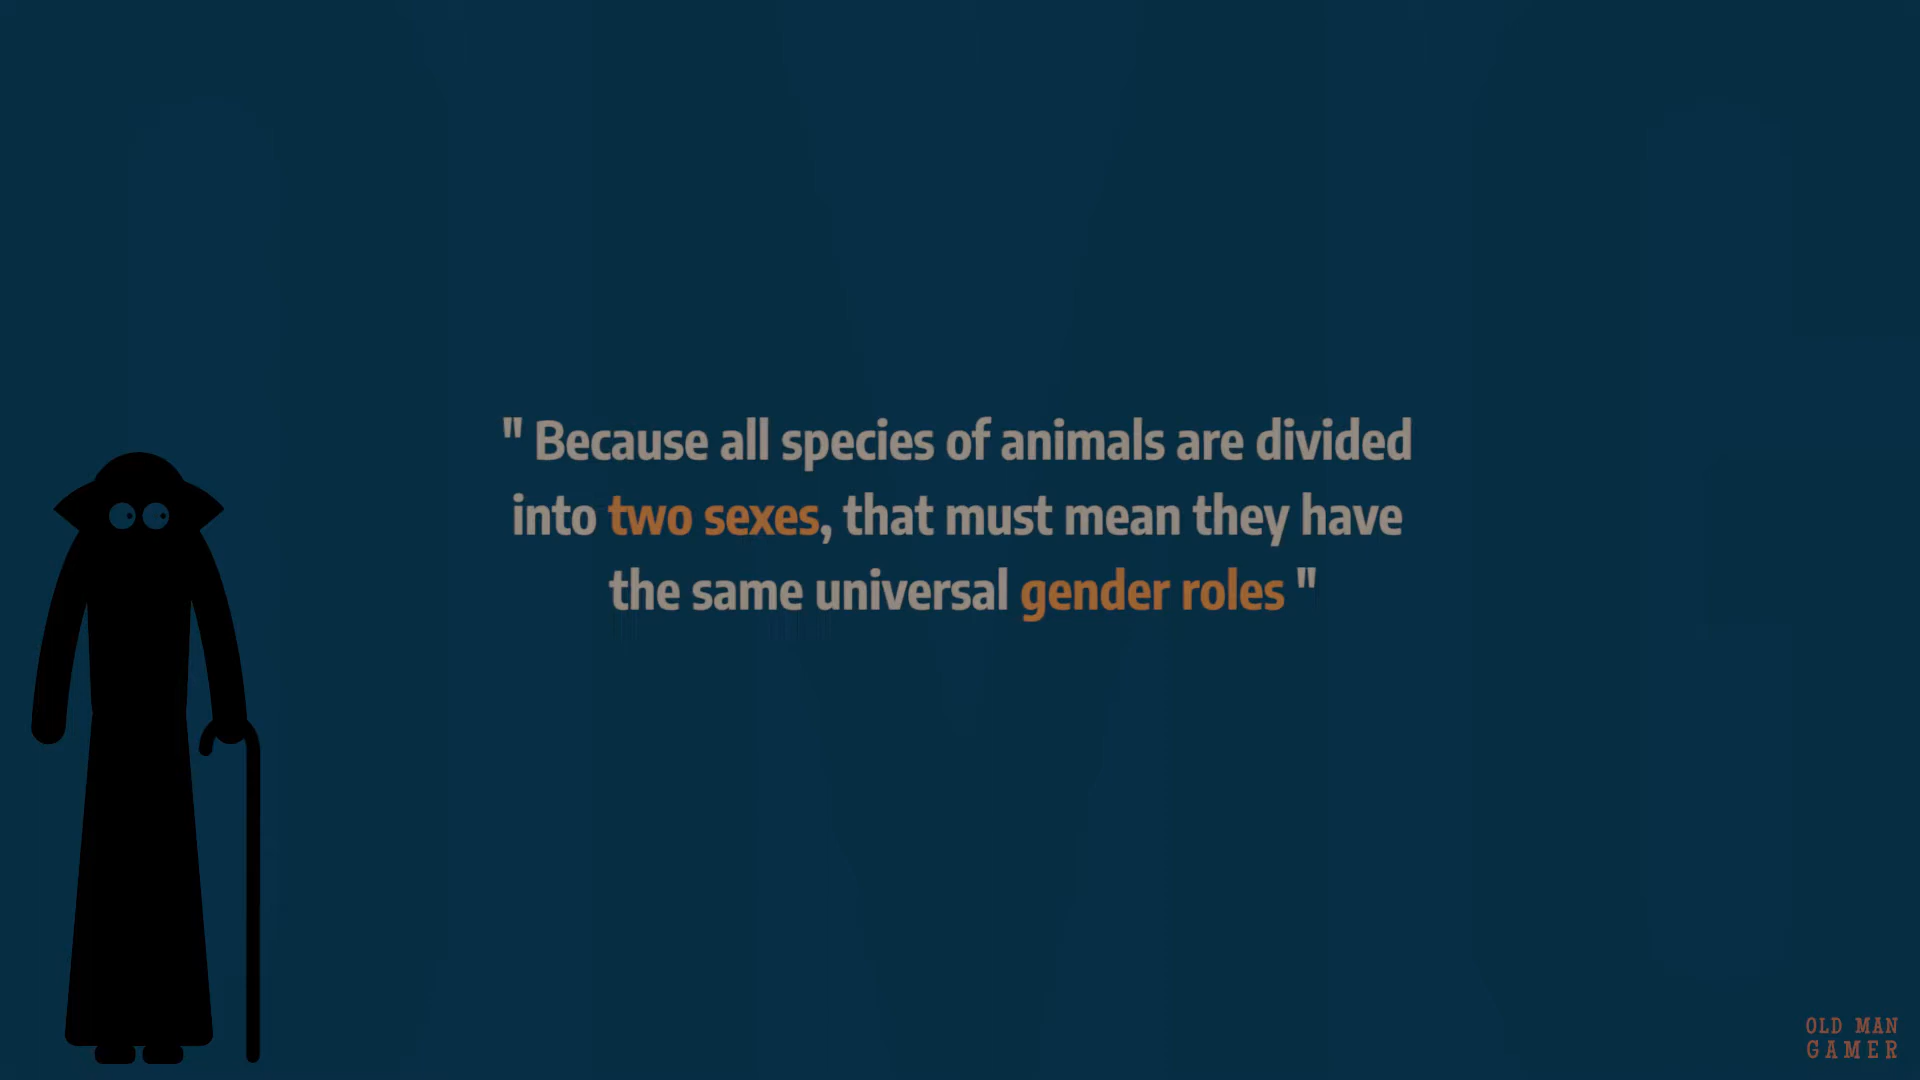 " Because all species of animals are divided
into two sexes, that must mean they have
the same universal gender roles "
OLD MAN
GAMER